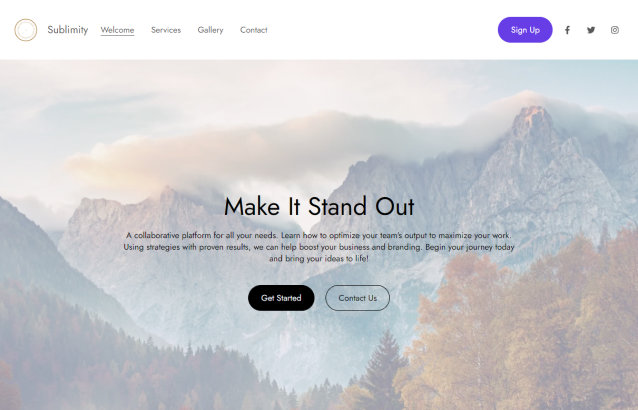 Sublimity
Welcome
Services
Gallery
Contact
Sign Up
Make It Stand Out
A collaborative platform for all your needs. Learn how to optimize your team's output to maximize your work.
Using strategies with proven results, we can help boost your business and branding. Begin your journey today
and bring your ideas to life!
Get Started
Contact Us